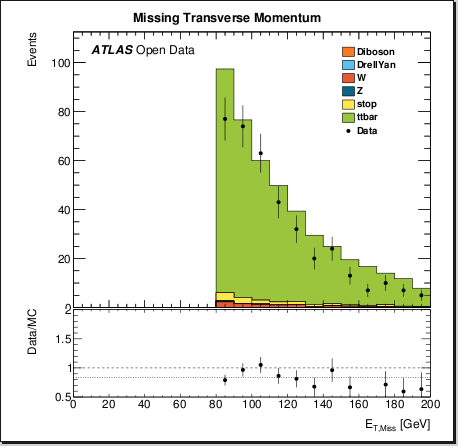 Missing Transverse Momentum
Events
ATLAS Open Data
Diboson
DrellYan
W
Z
stop
ttbar
Data
100
80
60
40
20
0
Data/MC
2
1.5
1
0.5
0 20 40 60 80 100 120 140 160 180 200
E_T,Miss [GeV]